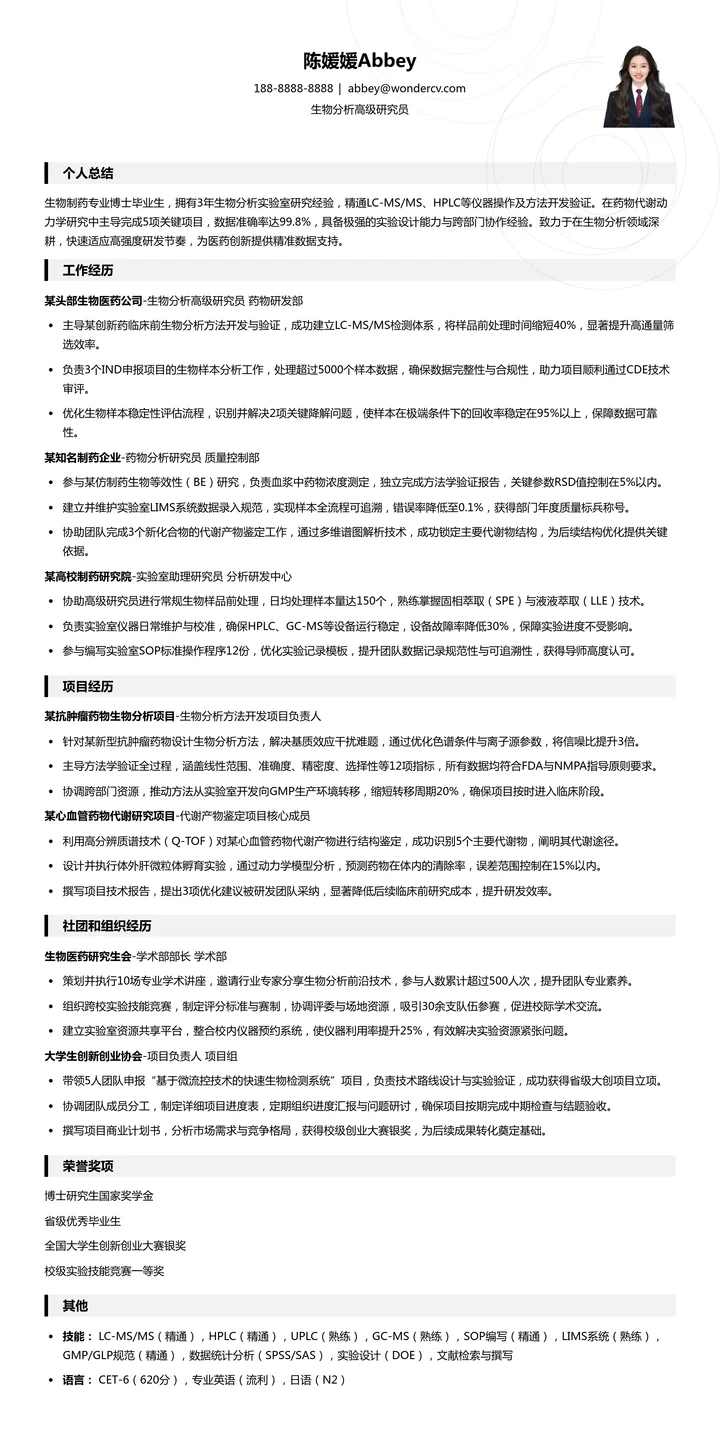 陈媛媛Abbey
188-8888-8888 | abbey@wondercv.com
生物分析高级研究员
个人总结
生物制药专业博士毕业生，拥有3年生物分析实验室研究经验，精通LC-MS/MS、HPLC等仪器操作及方法开发验证。在药物代谢动
力学研究中主导完成5项关键项目，数据准确率达99.8%，具备极强的实验设计能力与跨部门协作经验。致力于在生物分析领域深
耕，快速适应高强度研发节奏，为医药创新提供精准数据支持。
工作经历
某头部生物医药公司-生物分析高级研究员 药物研发部
• 主导某创新药临床前生物分析方法开发与验证，成功建立LC-MS/MS检测体系，将样品前处理时间缩短40%，显著提升高通量筛
选效率。
• 负责3个IND申报项目的生物样本分析工作，处理超过5000个样本数据，确保数据完整性与合规性，助力项目顺利通过CDE技术
审评。
• 优化生物样本稳定性评估流程，识别并解决2项关键降解问题，使样本在极端条件下的回收率稳定在95%以上，保障数据可靠
性。
某知名制药企业-药物分析研究员 质量控制部
• 参与某仿制药生物等效性（BE）研究，负责血浆中药物浓度测定，独立完成方法学验证报告，关键参数RSD值控制在5%以内。
• 建立并维护实验室LIMS系统数据录入规范，实现样本全流程可追溯，错误率降低至0.1%，获得部门年度质量标兵称号。
• 协助团队完成3个新化合物的代谢产物鉴定工作，通过多维谱图解析技术，成功锁定主要代谢物结构，为后续结构优化提供关键
依据。
某高校制药研究院-实验室助理研究员 分析研发中心
• 协助高级研究员进行常规生物样品前处理，日均处理样本量达150个，熟练掌握固相萃取（SPE）与液液萃取（LLE）技术。
• 负责实验室仪器日常维护与校准，确保HPLC、GC-MS等设备运行稳定，设备故障率降低30%，保障实验进度不受影响。
• 参与编写实验室SOP标准操作程序12份，优化实验记录模板，提升团队数据记录规范性与可追溯性，获得导师高度认可。
项目经历
某抗肿瘤药物生物分析项目-生物分析方法开发项目负责人
• 针对某新型抗肿瘤药物设计生物分析方法，解决基质效应干扰难题，通过优化色谱条件与离子源参数，将信噪比提升3倍。
• 主导方法学验证全过程，涵盖线性范围、准确度、精密度、选择性等12项指标，所有数据均符合FDA与NMPA指导原则要求。
• 协调跨部门资源，推动方法从实验室开发向GMP生产环境转移，缩短转移周期20%，确保项目按时进入临床阶段。
某心血管药物代谢研究项目-代谢产物鉴定项目核心成员
• 利用高分辨质谱技术（Q-TOF）对某心血管药物代谢产物进行结构鉴定，成功识别5个主要代谢物，阐明其代谢途径。
• 设计并执行体外肝微粒体孵育实验，通过动力学模型分析，预测药物在体内的清除率，误差范围控制在15%以内。
• 撰写项目技术报告，提出3项优化建议被研发团队采纳，显著降低后续临床前研究成本，提升研发效率。
社团和组织经历
生物医药研究生会-学术部部长 学术部
• 策划并执行10场专业学术讲座，邀请行业专家分享生物分析前沿技术，参与人数累计超过500人次，提升团队专业素养。
• 组织跨校实验技能竞赛，制定评分标准与赛制，协调评委与场地资源，吸引30余支队伍参赛，促进校际学术交流。
• 建立实验室资源共享平台，整合校内仪器预约系统，使仪器利用率提升25%，有效解决实验资源紧张问题。
大学生创新创业协会-项目负责人 项目组
• 带领5人团队申报“基于微流控技术的快速生物检测系统”项目，负责技术路线设计与实验验证，成功获得省级大创项目立项。
• 协调团队成员分工，制定详细项目进度表，定期组织进度汇报与问题研讨，确保项目按期完成中期检查与结题验收。
• 撰写项目商业计划书，分析市场需求与竞争格局，获得校级创业大赛银奖，为后续成果转化奠定基础。
荣誉奖项
博士研究生国家奖学金
省级优秀毕业生
全国大学生创新创业大赛银奖
校级实验技能竞赛一等奖
其他
• 技能： LC-MS/MS（精通），HPLC（精通），UPLC（熟练），GC-MS（熟练），SOP编写（精通），LIMS系统（熟练），
GMP/GLP规范（精通），数据统计分析（SPSS/SAS），实验设计（DOE），文献检索与撰写
• 语言： CET-6（620分），专业英语（流利），日语（N2）